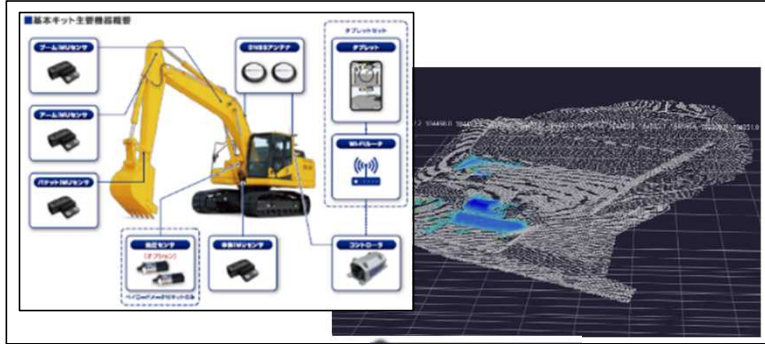 ■基本キット主要機器概要
ブームIMUセンサ
GNSSアンテナ
タブレットセット
タブレット
アームIMUセンサ
Wi-Fiルータ
バケットIMUセンサ
油圧センサ
(オプション)
車体IMUセンサ
コントローラ